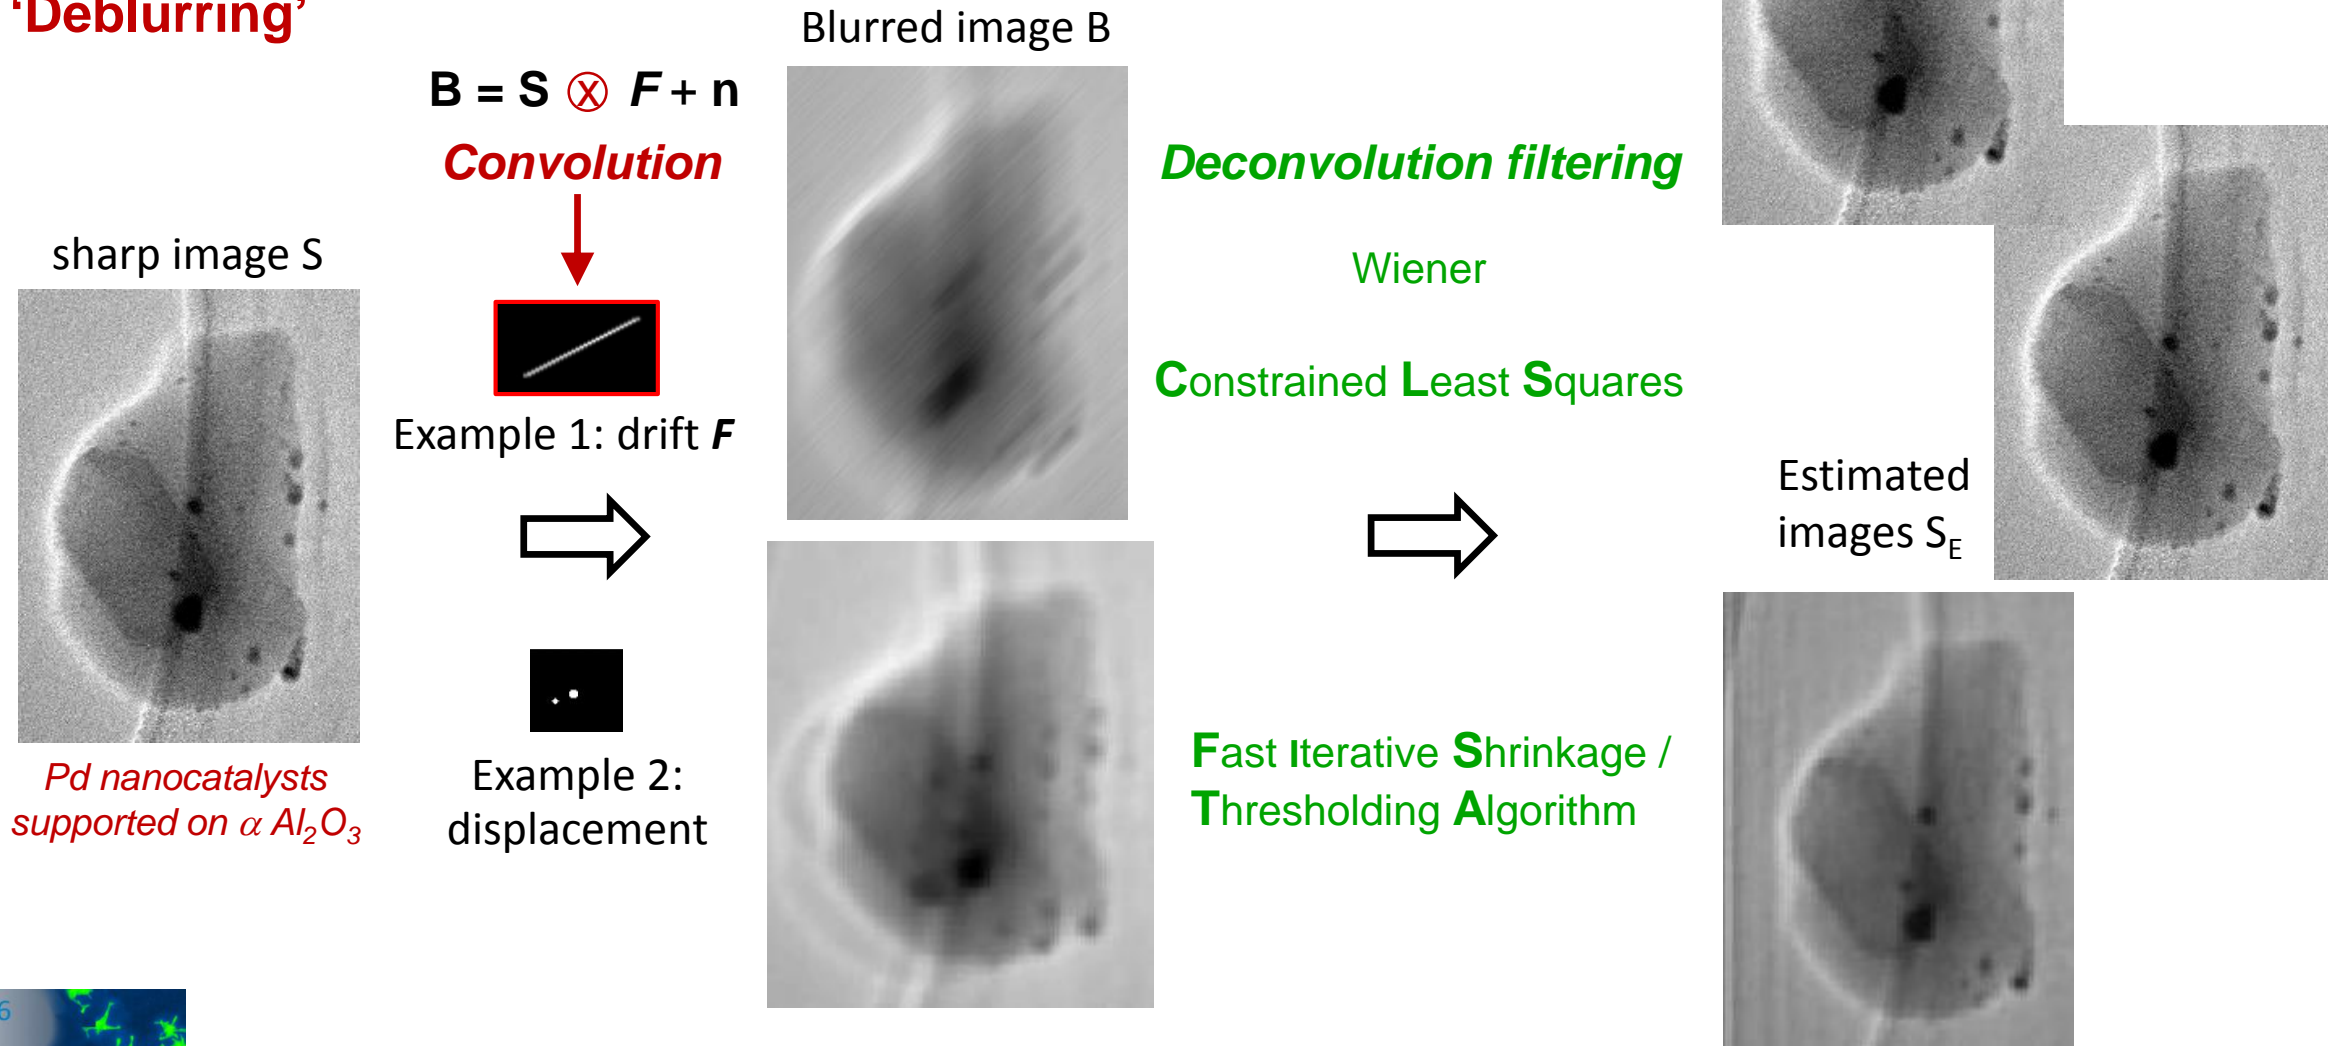 ‘Deblurring’
Blurred image B
B = S ⓧ F + n
Convolution
Deconvolution filtering
sharp image S
Wiener
Constrained Least Squares
Example 1: drift F
Estimated
images S_E
Pd nanocatalysts
supported on α Al₂O₃
Example 2:
displacement
Fast Iterative Shrinkage /
Thresholding Algorithm
6